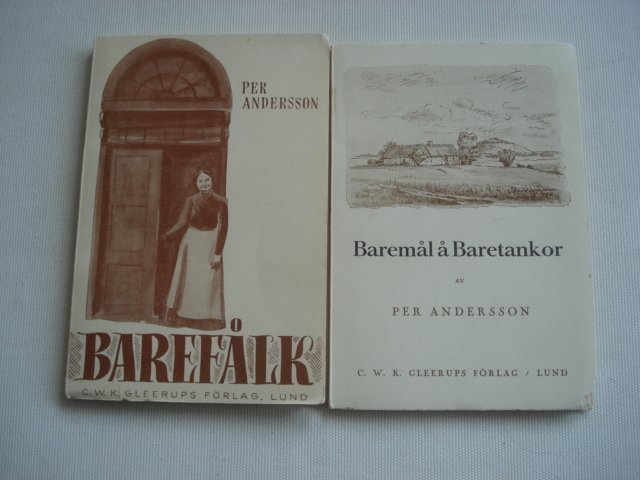 PER
ANDERSSON
BAREFÅLK
C.W.K. GLEERUPS FÖRLAG, LUND
Baremål å Baretankor
AV
PER ANDERSSON
C. W. K. GLEERUPS FÖRLAG / LUND